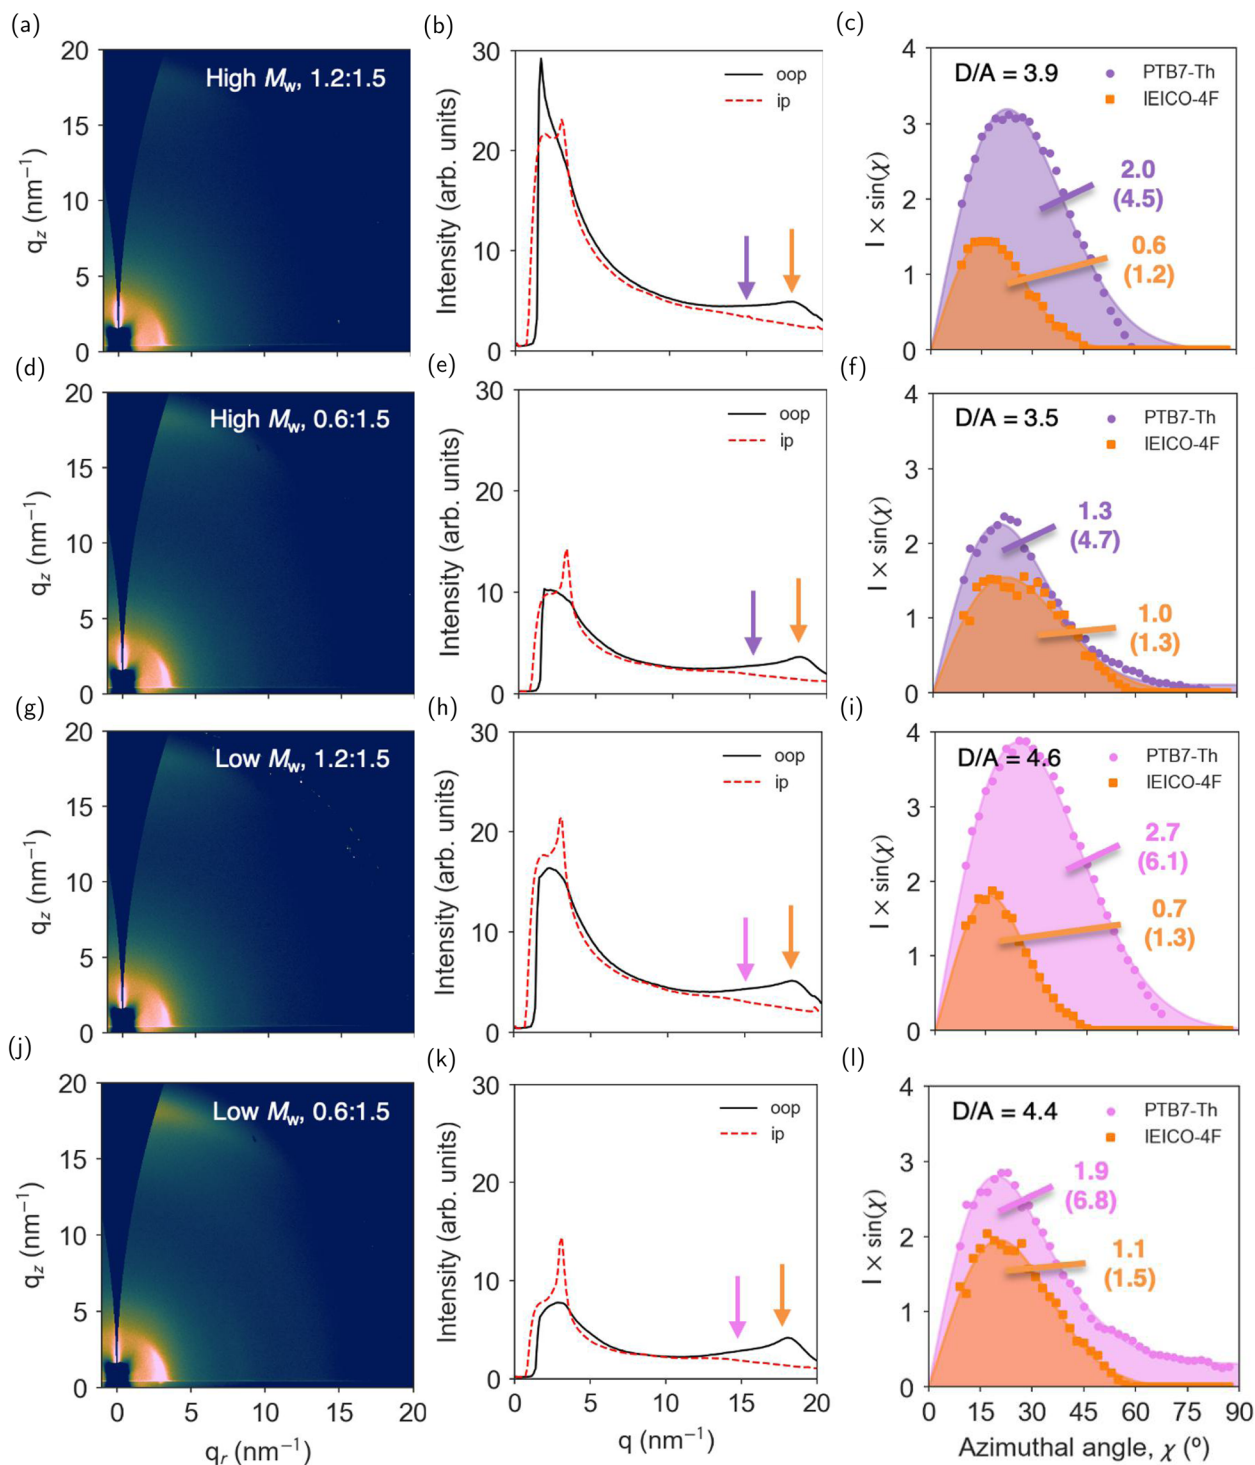 (a)
20
15
10
5
0
q_z (nm⁻¹)
High M_w, 1.2:1.5
(b)
30
20
10
0
Intensity (arb. units)
oop
ip
(c)
4
3
2
1
0
I × sin(χ)
D/A = 3.9
PTB7-Th
IEICO-4F
2.0
(4.5)
0.6
(1.2)
(d)
20
15
10
5
0
q_z (nm⁻¹)
High M_w, 0.6:1.5
(e)
30
20
10
0
Intensity (arb. units)
oop
ip
(f)
4
3
2
1
0
I × sin(χ)
D/A = 3.5
PTB7-Th
IEICO-4F
1.3
(4.7)
1.0
(1.3)
(g)
20
15
10
5
0
q_z (nm⁻¹)
Low M_w, 1.2:1.5
(h)
30
20
10
0
Intensity (arb. units)
oop
ip
(i)
4
3
2
1
0
I × sin(χ)
D/A = 4.6
PTB7-Th
IEICO-4F
2.7
(6.1)
0.7
(1.3)
(j)
20
15
10
5
0
q_z (nm⁻¹)
Low M_w, 0.6:1.5
0 5 10 15 20
q_r (nm⁻¹)
(k)
30
20
10
0
Intensity (arb. units)
oop
ip
0 5 10 15 20
q (nm⁻¹)
(l)
4
3
2
1
0
I × sin(χ)
D/A = 4.4
PTB7-Th
IEICO-4F
1.9
(6.8)
1.1
(1.5)
0 15 30 45 60 75 90
Azimuthal angle, χ (º)